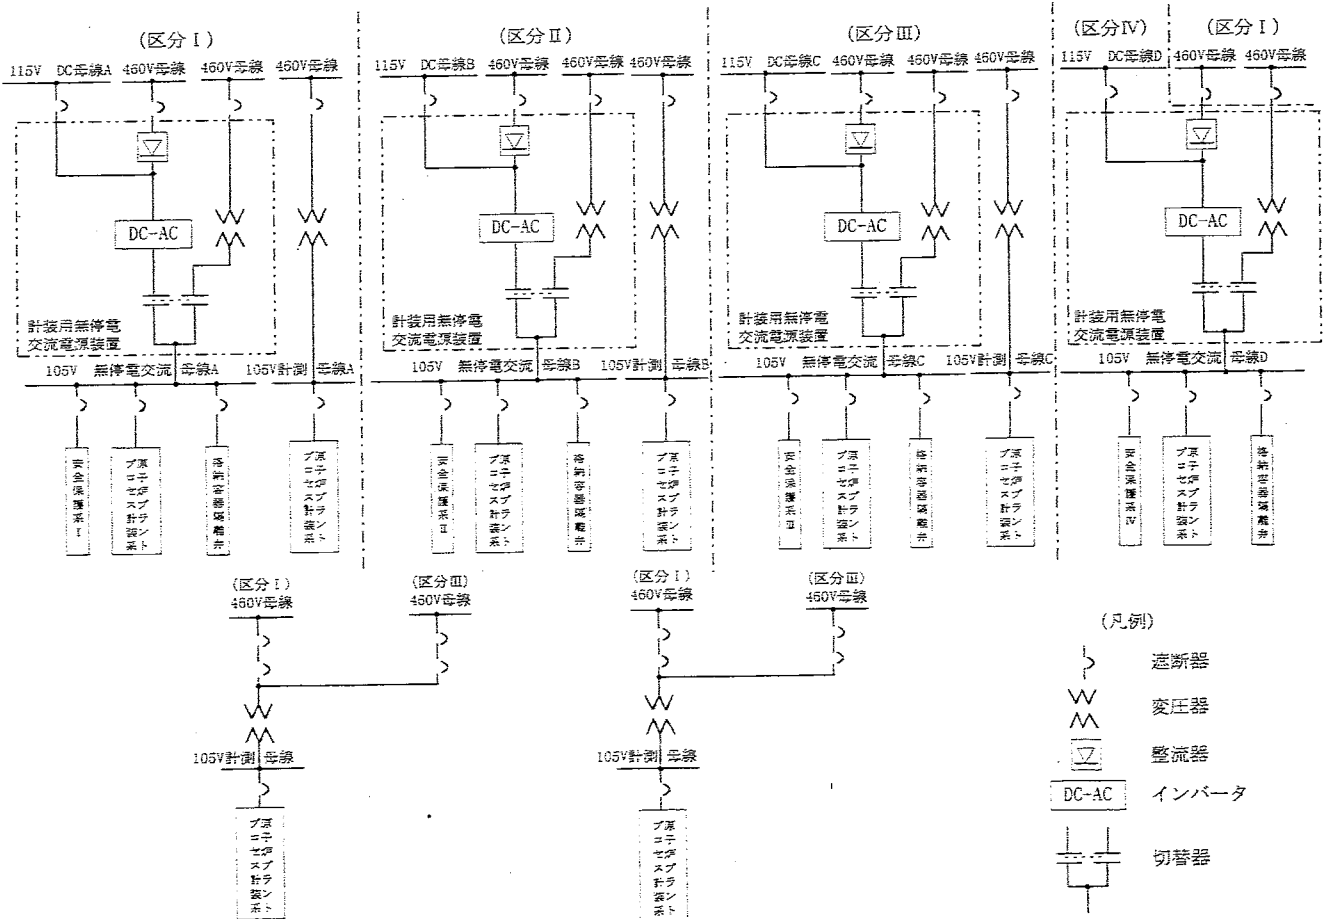 (区分Ⅰ)
115V DC母線A 460V母線 460V母線 460V母線
DC-AC
計装用無停電
交流電源装置
105V 無停電交流 母線A 105V計測 母線A
安全保護系Ⅰ
原子炉プラント
プロセス計装系
格納容器隔離弁
原子炉プラント
プロセス計装系
(区分Ⅱ)
115V DC母線B 460V母線 460V母線 460V母線
DC-AC
計装用無停電
交流電源装置
105V 無停電交流 母線B 105V計測 母線B
安全保護系Ⅱ
原子炉プラント
プロセス計装系
格納容器隔離弁
原子炉プラント
プロセス計装系
(区分Ⅲ)
115V DC母線C 460V母線 460V母線 460V母線
DC-AC
計装用無停電
交流電源装置
105V 無停電交流 母線C 105V計測 母線C
安全保護系Ⅲ
原子炉プラント
プロセス計装系
格納容器隔離弁
原子炉プラント
プロセス計装系
(区分Ⅳ) (区分Ⅰ)
115V DC母線D 460V母線 460V母線
DC-AC
計装用無停電
交流電源装置
105V 無停電交流 母線D
安全保護系Ⅳ
原子炉プラント
プロセス計装系
格納容器隔離弁
(区分Ⅰ) (区分Ⅲ)
460V母線 460V母線
105V計測 母線
原子炉プラント
プロセス計装系
(区分Ⅰ) (区分Ⅲ)
460V母線 460V母線
105V計測 母線
原子炉プラント
プロセス計装系
(凡例)
遮断器
変圧器
整流器
DC-AC インバータ
切替器